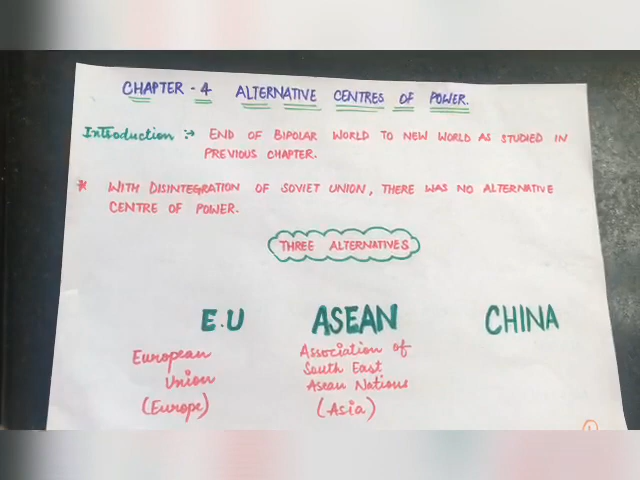 CHAPTER - 4 ALTERNATIVE CENTRES OF POWER.
Introduction :→ END OF BIPOLAR WORLD TO NEW WORLD AS STUDIED IN
PREVIOUS CHAPTER.
* WITH DISINTEGRATION OF SOVIET UNION, THERE WAS NO ALTERNATIVE
CENTRE OF POWER.
THREE ALTERNATIVES
E.U ASEAN CHINA
European
Union
(Europe)
Association of
South East
Asean Nations
(Asia)